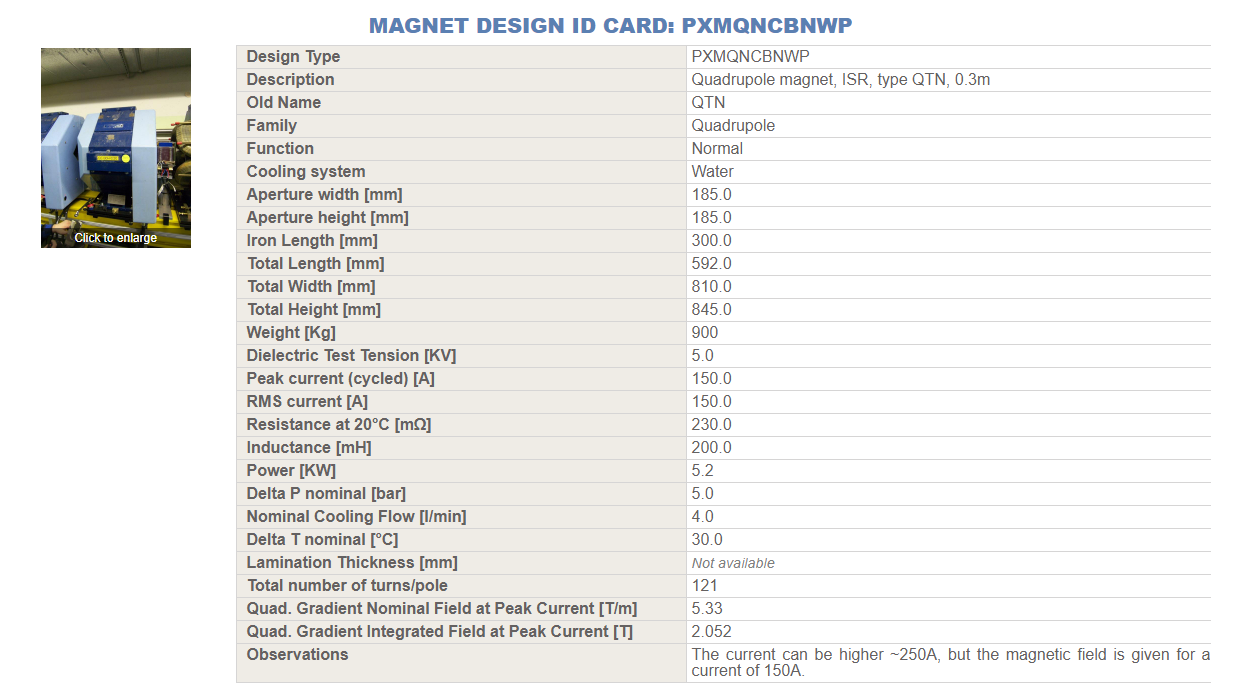 MAGNET DESIGN ID CARD: PXMQNCBNWP
Click to enlarge
Design Type PXMQNCBNWP
Description Quadrupole magnet, ISR, type QTN, 0.3m
Old Name QTN
Family Quadrupole
Function Normal
Cooling system Water
Aperture width [mm] 185.0
Aperture height [mm] 185.0
Iron Length [mm] 300.0
Total Length [mm] 592.0
Total Width [mm] 810.0
Total Height [mm] 845.0
Weight [Kg] 900
Dielectric Test Tension [KV] 5.0
Peak current (cycled) [A] 150.0
RMS current [A] 150.0
Resistance at 20°C [mΩ] 230.0
Inductance [mH] 200.0
Power [KW] 5.2
Delta P nominal [bar] 5.0
Nominal Cooling Flow [l/min] 4.0
Delta T nominal [°C] 30.0
Lamination Thickness [mm] Not available
Total number of turns/pole 121
Quad. Gradient Nominal Field at Peak Current [T/m] 5.33
Quad. Gradient Integrated Field at Peak Current [T] 2.052
Observations The current can be higher ~250A, but the magnetic field is given for a
current of 150A.